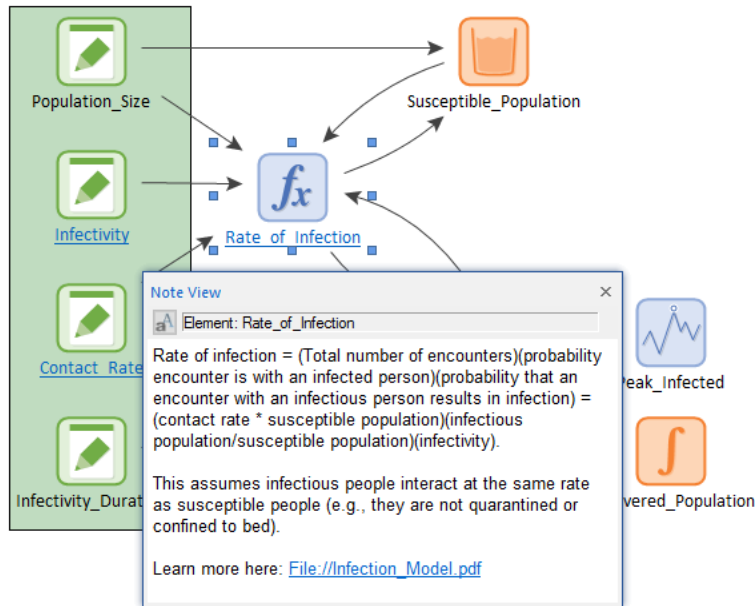 Population_Size
Susceptible_Population
fx
Infectivity
Rate_of_Infection
Note View
Element: Rate_of_Infection
Rate of infection = (Total number of encounters)(probability
encounter is with an infected person)(probability that an
encounter with an infectious person results in infection) =
(contact rate * susceptible population)(infectious
population/susceptible population)(infectivity).
This assumes infectious people interact at the same rate
as susceptible people (e.g., they are not quarantined or
confined to bed).
Learn more here: File://Infection_Model.pdf
Contact_Rate
Peak_Infected
Infectivity_Durat
vered_Population